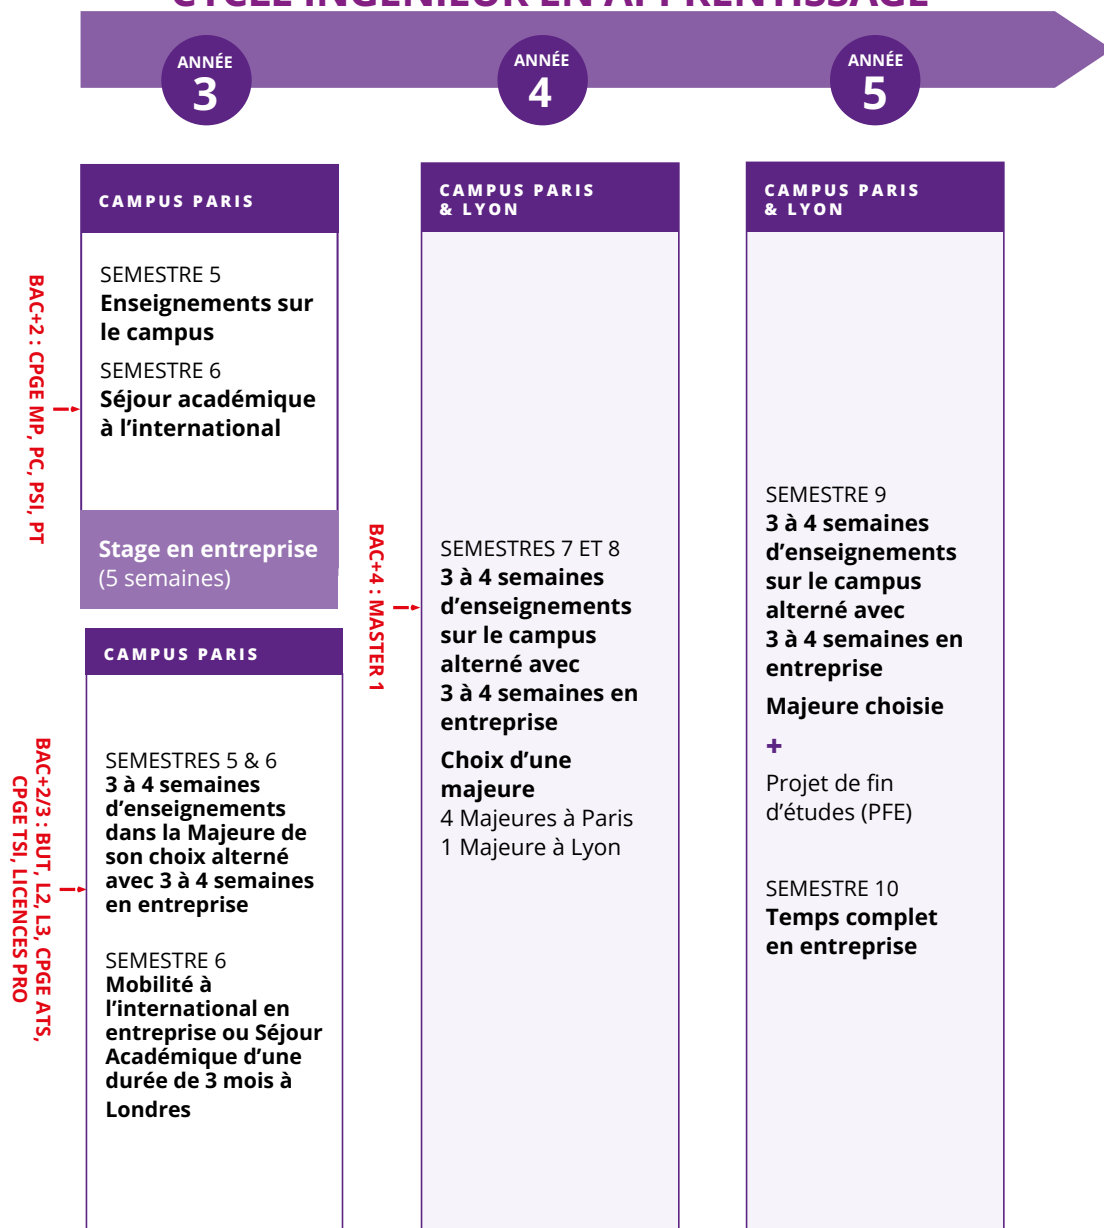 CYCLE INGÉNIEUR EN APPRENTISSAGE
ANNÉE
3
ANNÉE
4
ANNÉE
5
CAMPUS PARIS
BAC+2 : CPGE MP, PC, PSI, PT
SEMESTRE 5
Enseignements sur
le campus
SEMESTRE 6
Séjour académique
à l’international
Stage en entreprise
(5 semaines)
CAMPUS PARIS
BAC+2/3 : BUT, L2, L3, CPGE ATS,
CPGE TSI, LICENCES PRO
SEMESTRES 5 & 6
3 à 4 semaines
d’enseignements
dans la Majeure de
son choix alterné
avec 3 à 4 semaines
en entreprise
SEMESTRE 6
Mobilité à
l’international en
entreprise ou Séjour
Académique d’une
durée de 3 mois à
Londres
CAMPUS PARIS
& LYON
BAC+4 : MASTER 1
SEMESTRES 7 ET 8
3 à 4 semaines
d’enseignements
sur le campus
alterné avec
3 à 4 semaines en
entreprise
Choix d’une
majeure
4 Majeures à Paris
1 Majeure à Lyon
CAMPUS PARIS
& LYON
SEMESTRE 9
3 à 4 semaines
d’enseignements
sur le campus
alterné avec
3 à 4 semaines en
entreprise
Majeure choisie
+
Projet de fin
d’études (PFE)
SEMESTRE 10
Temps complet
en entreprise